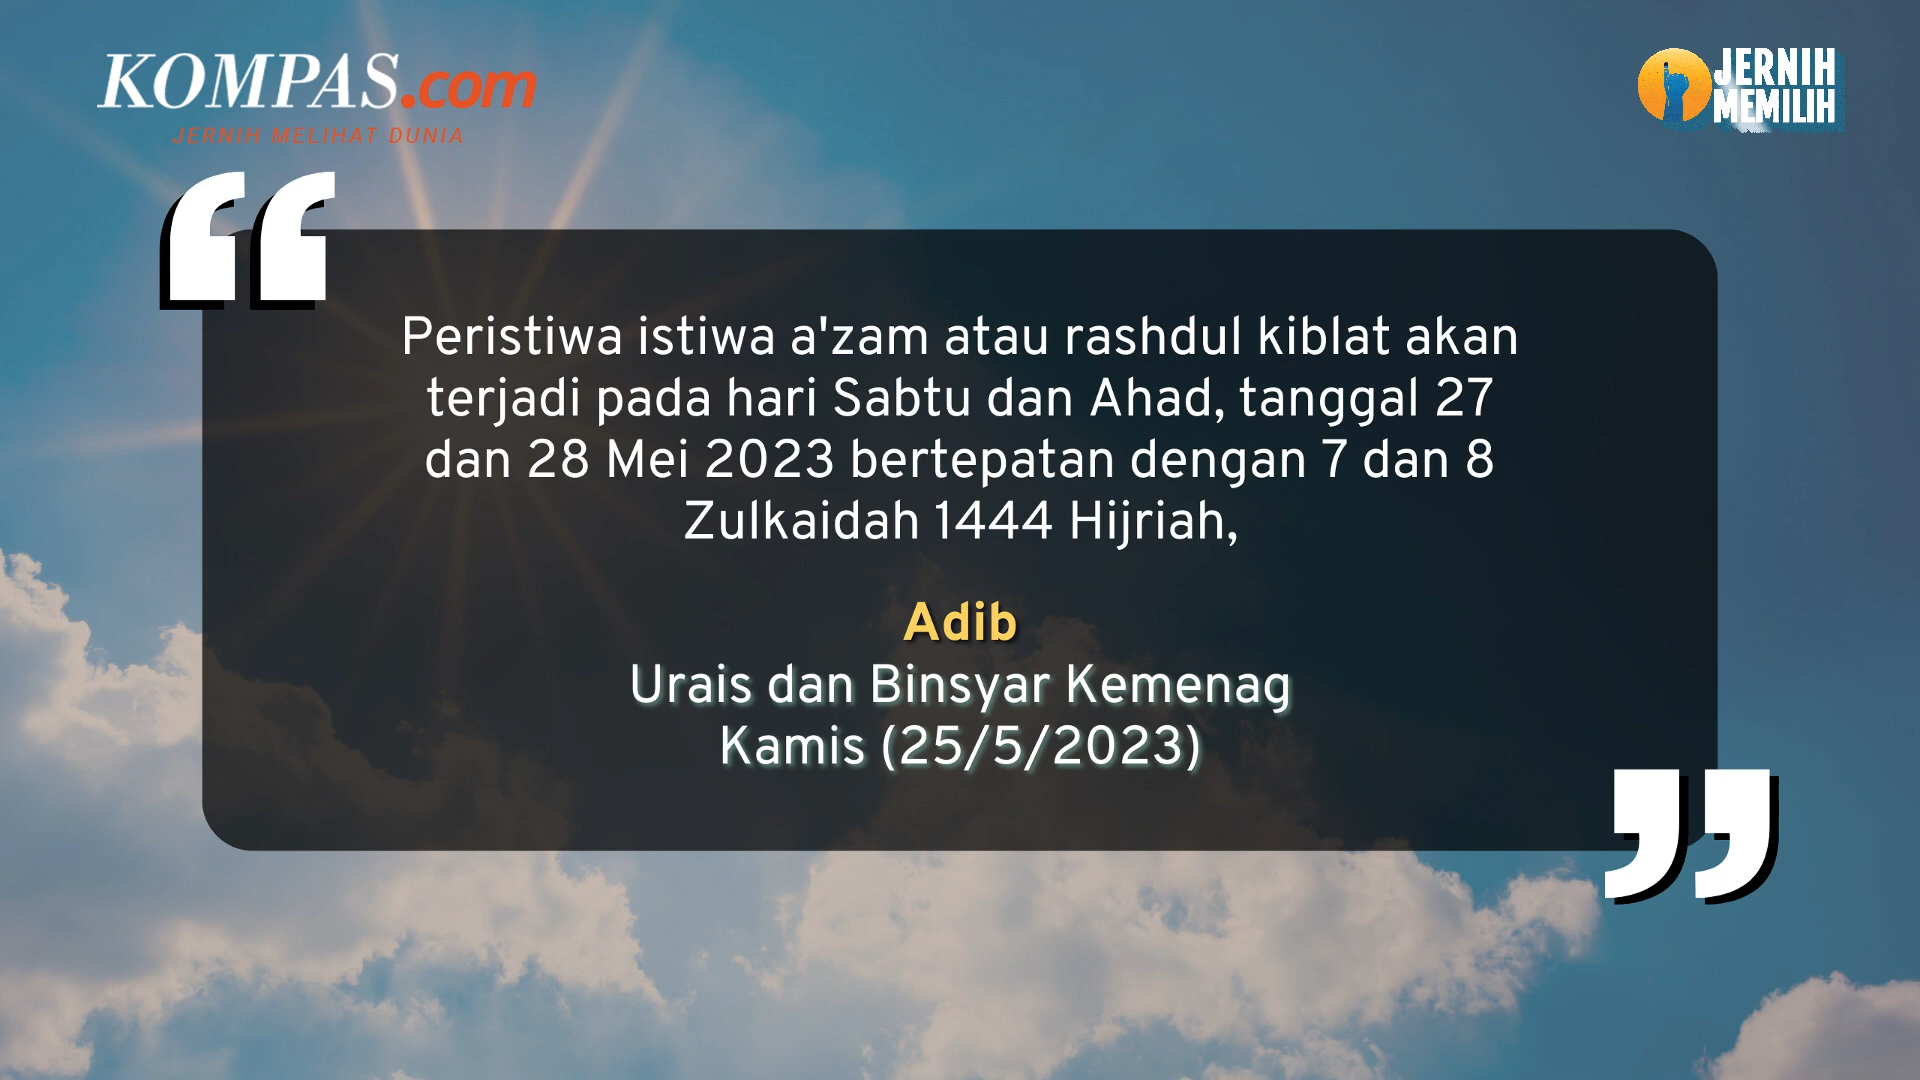 KOMPAS.com
JERNIH MELIHAT DUNIA
JERNIH
MEMILIH
Peristiwa istiwa a'zam atau rashdul kiblat akan
terjadi pada hari Sabtu dan Ahad, tanggal 27
dan 28 Mei 2023 bertepatan dengan 7 dan 8
Zulkaidah 1444 Hijriah,
Adib
Urais dan Binsyar Kemenag
Kamis (25/5/2023)